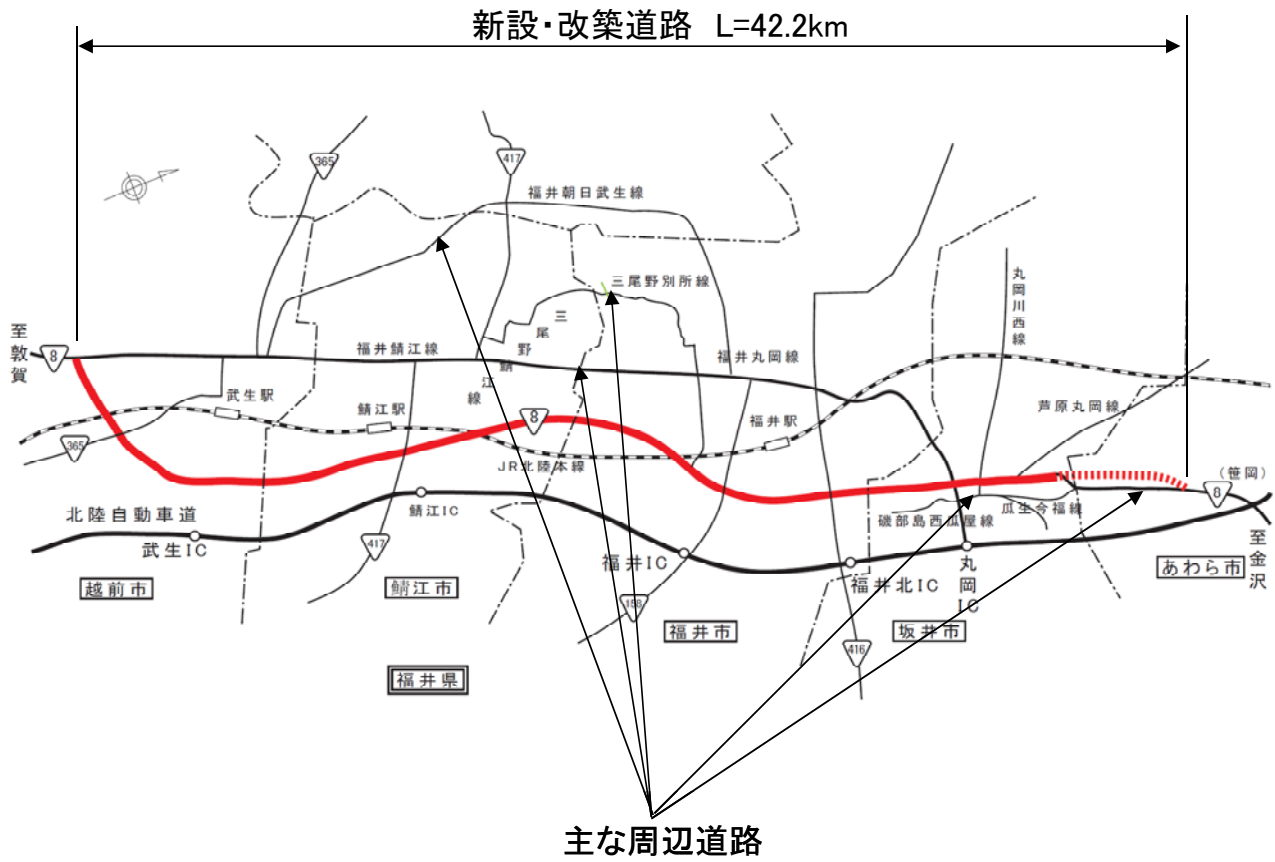 新設・改築道路 L=42.2km
365
417
福井朝日武生線
三尾野別所線
丸岡川西線
至敦賀
8
福井鯖江線
三尾野鯖江線
福井丸岡線
武生駅
鯖江駅
8
福井駅
芦原丸岡線
365
JR北陸本線
(笹岡)
8
北陸自動車道
鯖江IC
磯部島西瓜屋線
瓜生今福線
武生IC
417
福井IC
福井北IC
丸岡IC
至金沢
越前市
鯖江市
158
福井市
416
坂井市
あわら市
福井県
主な周辺道路